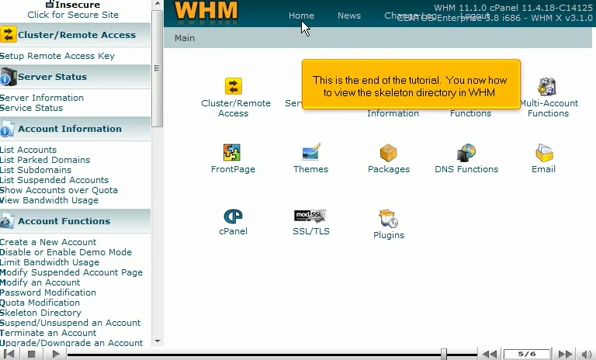 Insecure
Click for Secure Site
Cluster/Remote Access
Setup Remote Access Key
Server Status
Server Information
Service Status
Account Information
List Accounts
List Parked Domains
List Subdomains
List Suspended Accounts
Show Accounts over Quota
View Bandwidth Usage
Account Functions
Create a New Account
Disable or Enable Demo Mode
Limit Bandwidth Usage
Modify Suspended Account Page
Modify an Account
Password Modification
Quota Modification
Skeleton Directory
Suspend/Unsuspend an Account
Terminate an Account
Upgrade/Downgrade an Account
WHM
Home
News
WHM 11.1.0 cPanel 11.4.18-C14125
CENTOS Enterprise 3.8 i686 - WHM X v3.1.0
Main
This is the end of the tutorial. You now how
to view the skeleton directory in WHM
Cluster/Remote
Access
Information
Functions
Multi-Account
Functions
FrontPage
Themes
Packages
DNS Functions
Email
cPanel
mod SSL
SSL/TLS
Plugins
5/6